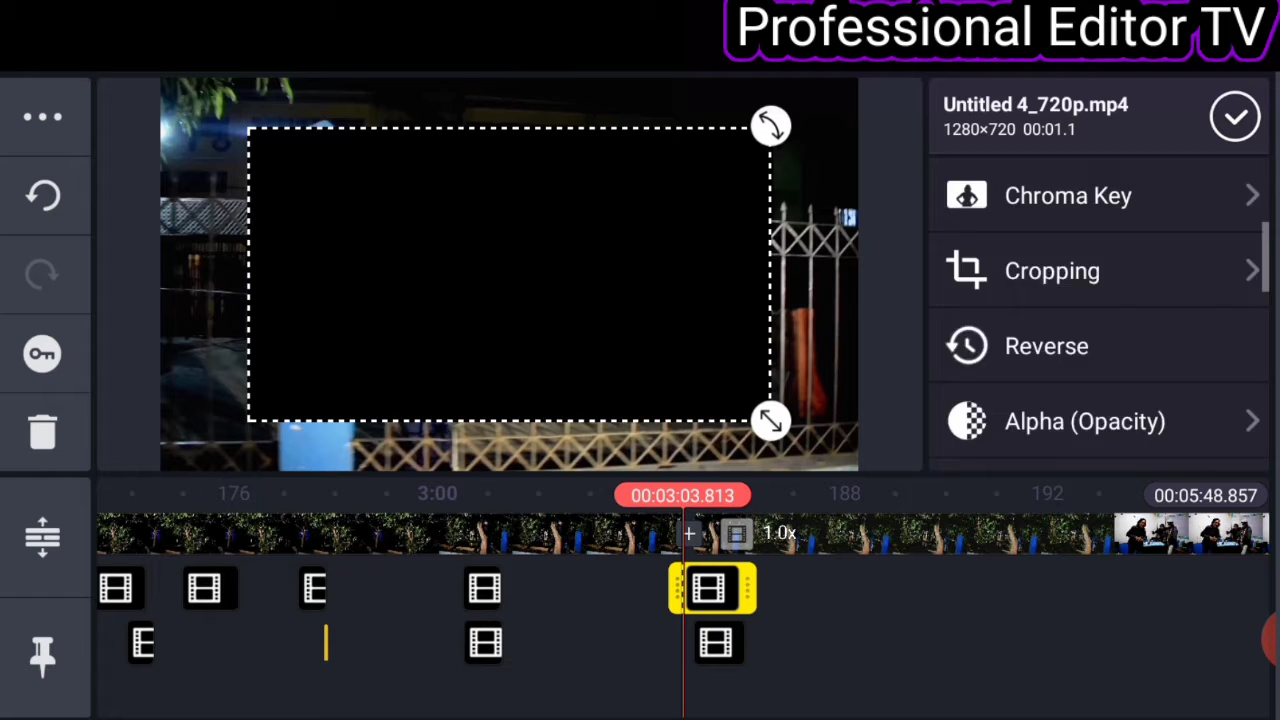 Professional Editor TV
Untitled 4_720p.mp4
1280×720 00:01.1
Chroma Key
Cropping
Reverse
Alpha (Opacity)
176
3:00
00:03:03.813
188
192
00:05:48.857
1.0x